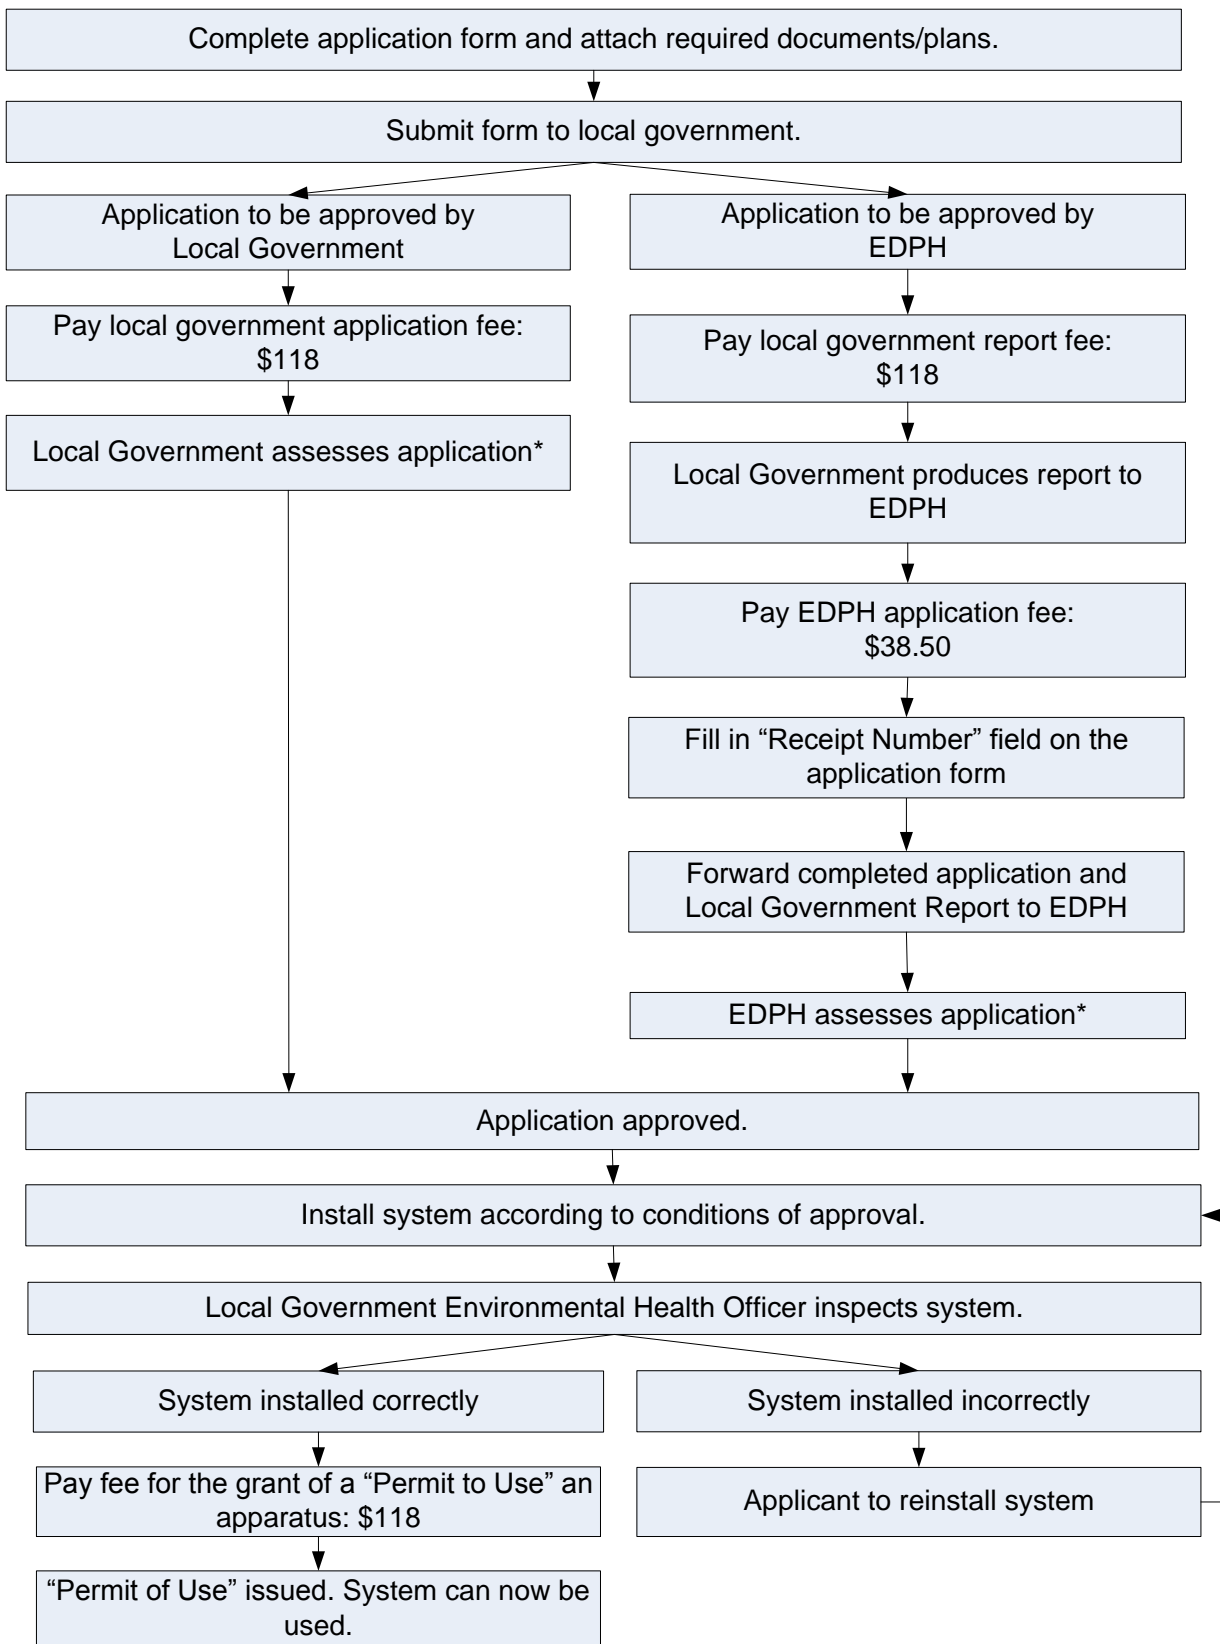 Complete application form and attach required documents/plans.
Submit form to local government.
Application to be approved by
Local Government
Pay local government application fee:
$118
Local Government assesses application*
Application to be approved by
EDPH
Pay local government report fee:
$118
Local Government produces report to
EDPH
Pay EDPH application fee:
$38.50
Fill in “Receipt Number” field on the
application form
Forward completed application and
Local Government Report to EDPH
EDPH assesses application*
Application approved.
Install system according to conditions of approval.
Local Government Environmental Health Officer inspects system.
System installed correctly
Pay fee for the grant of a “Permit to Use” an
apparatus: $118
“Permit of Use” issued. System can now be
used.
System installed incorrectly
Applicant to reinstall system